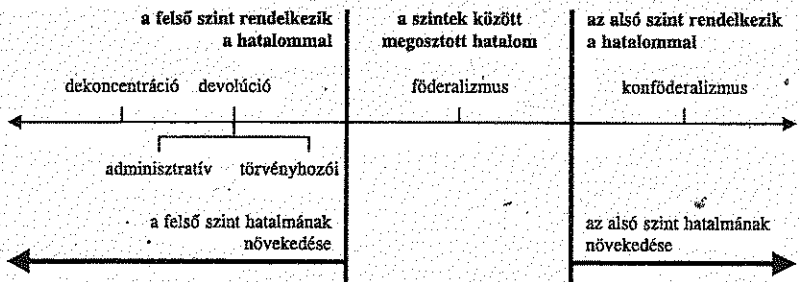 a felső szint rendelkezik
a hatalommal
a szintek között
megosztott hatalom
az alsó szint rendelkezik
a hatalommal
dekoncentráció devolúció
föderalizmus
konföderalizmus
adminisztratív törvényhozói
a felső szint hatalmának
növekedése
az alsó szint hatalmának
növekedése